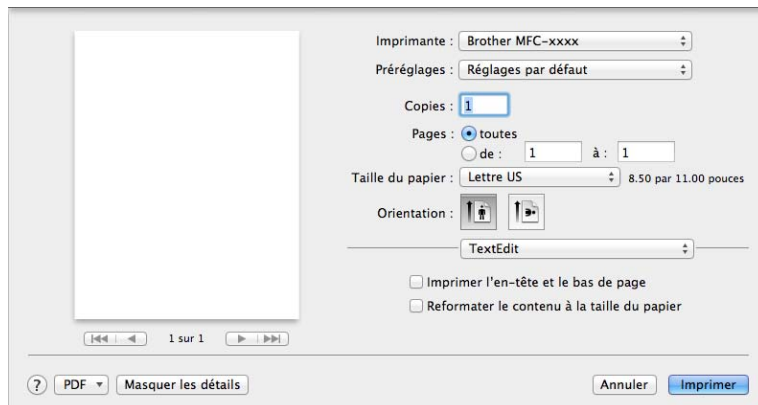 Imprimante : Brother MFC-xxxx
Préréglages : Réglages par défaut
Copies : 1
Pages : toutes
de : 1 à : 1
Taille du papier : Lettre US 8.50 par 11.00 pouces
Orientation :
TextEdit
Imprimer l'en-tête et le bas de page
Reformater le contenu à la taille du papier
1 sur 1
? PDF Masquer les détails Annuler Imprimer